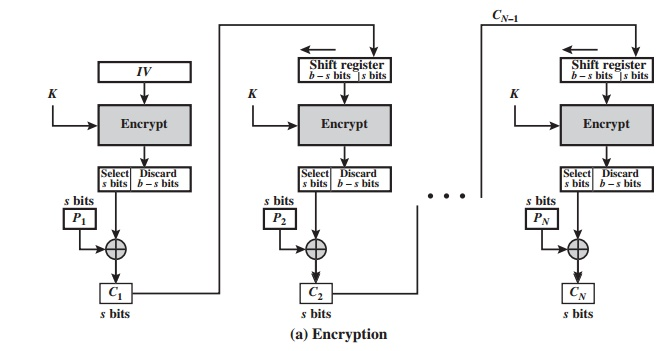 C_{N-1}
IV
Shift register
b – s bits | s bits
Shift register
b – s bits | s bits
K
Encrypt
K
Encrypt
K
Encrypt
Select Discard
s bits b – s bits
Select Discard
s bits b – s bits
Select Discard
s bits b – s bits
s bits
P_1
s bits
P_2
• • •
s bits
P_N
C_1
s bits
C_2
s bits
C_N
s bits
(a) Encryption